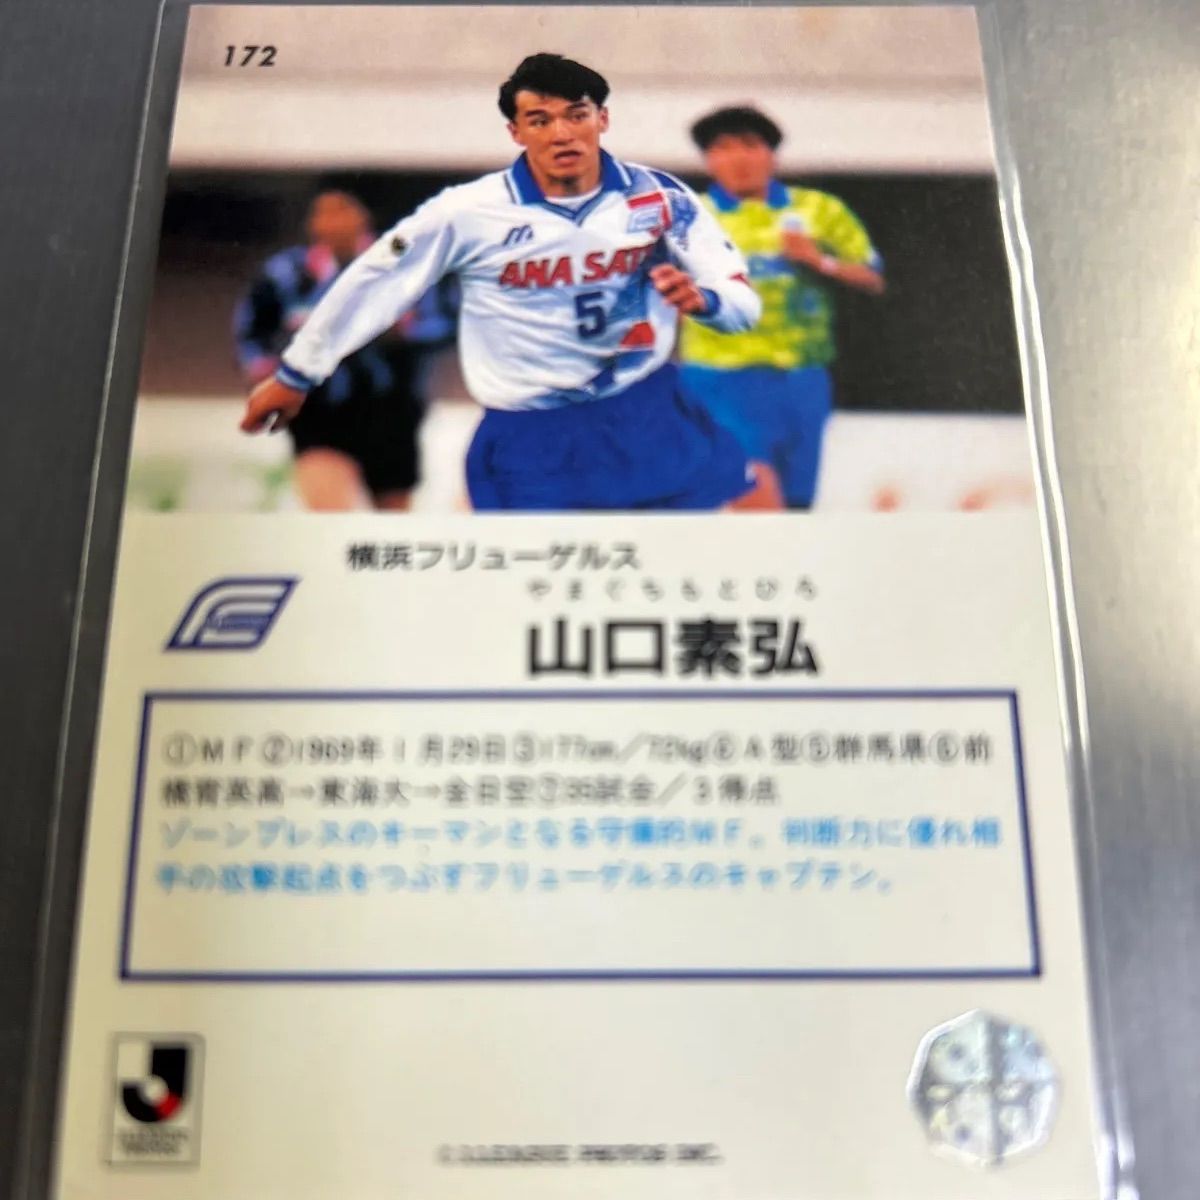 172
ANA SAT
5
横浜フリューゲルス
やまぐちもとひろ
山口素弘
①ＭＦ②1969年１月29日③177cm／72kg④Ａ型⑤群馬県⑥前
橋育英高→東海大→全日空⑦35試合／３得点
ゾーンプレスのキーマンとなる守備的ＭＦ。判断力に優れ相
手の攻撃起点をつぶすフリューゲルスのキャプテン。
J.LEAGUE PHOTOS INC.